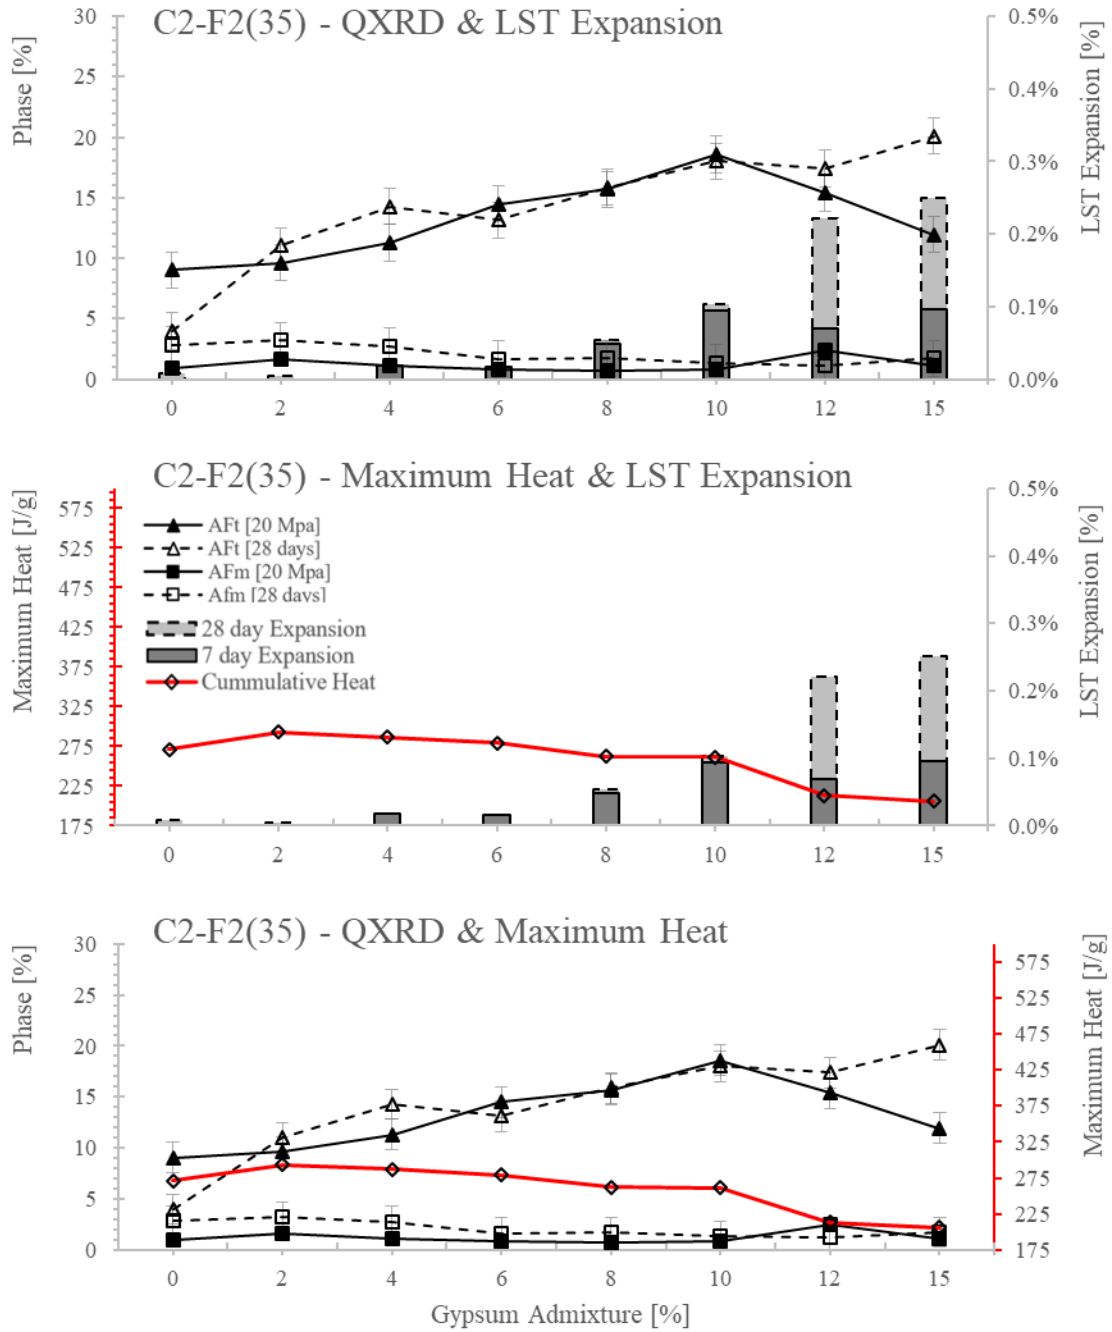 C2-F2(35) - QXRD & LST Expansion
Phase [%]
30
25
20
15
10
5
0
0.5%
0.4%
0.3%
0.2%
0.1%
0.0%
LST Expansion [%]
0 2 4 6 8 10 12 15
C2-F2(35) - Maximum Heat & LST Expansion
Maximum Heat [J/g]
575
525
475
425
375
325
275
225
175
AFt [20 Mpa]
AFt [28 days]
AFm [20 Mpa]
Afm [28 days]
28 day Expansion
7 day Expansion
Cummulative Heat
0.5%
0.4%
0.3%
0.2%
0.1%
0.0%
LST Expansion [%]
0 2 4 6 8 10 12 15
C2-F2(35) - QXRD & Maximum Heat
Phase [%]
30
25
20
15
10
5
0
575
525
475
425
375
325
275
225
175
Maximum Heat [J/g]
0 2 4 6 8 10 12 15
Gypsum Admixture [%]